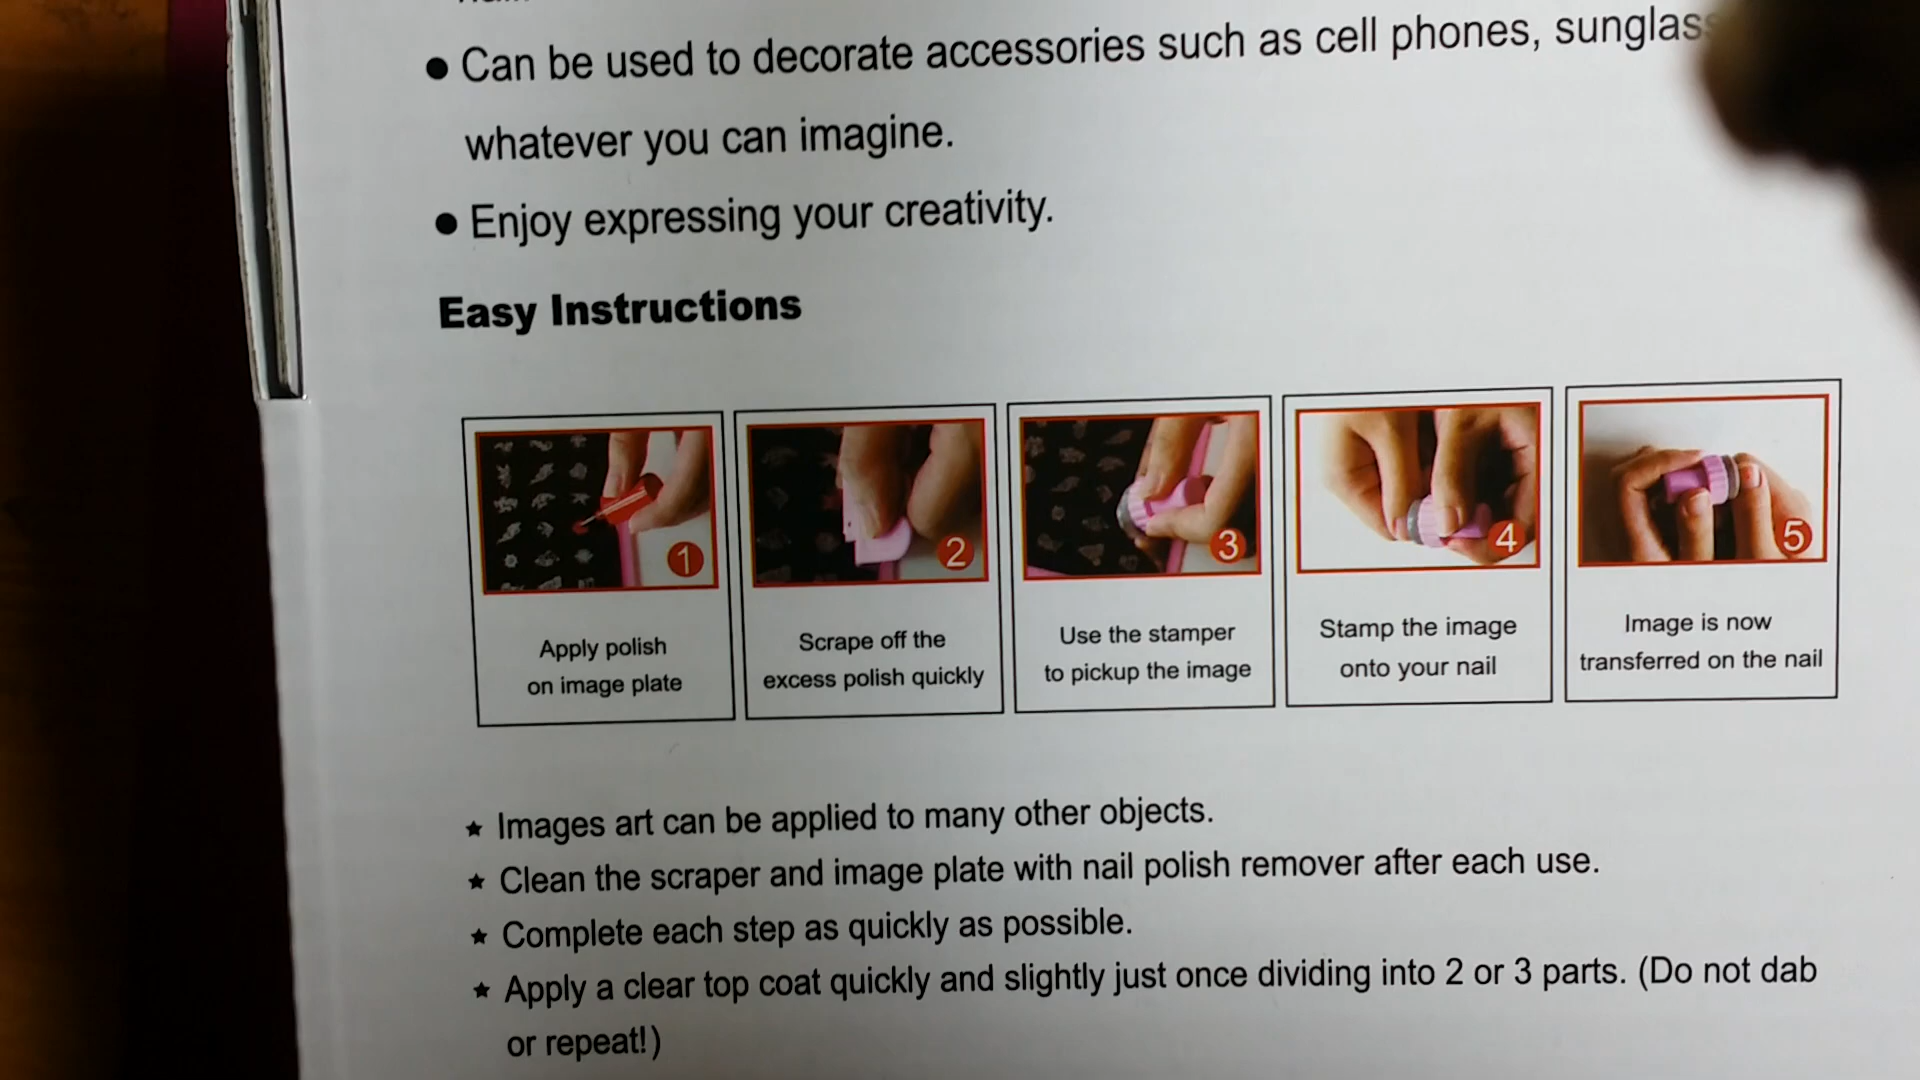 ● Can be used to decorate accessories such as cell phones,
whatever you can imagine.
● Enjoy expressing your creativity.
Easy Instructions
1
2
3
4
5
Apply polish
on image plate
Scrape off the
excess polish quickly
Use the stamper
to pickup the image
Stamp the image
onto your nail
Image is now
transferred on the nail
★ Images art can be applied to many other objects.
★ Clean the scraper and image plate with nail polish remover after each use.
★ Complete each step as quickly as possible.
★ Apply a clear top coat quickly and slightly just once dividing into 2 or 3 parts. (Do not dab
or repeat!)